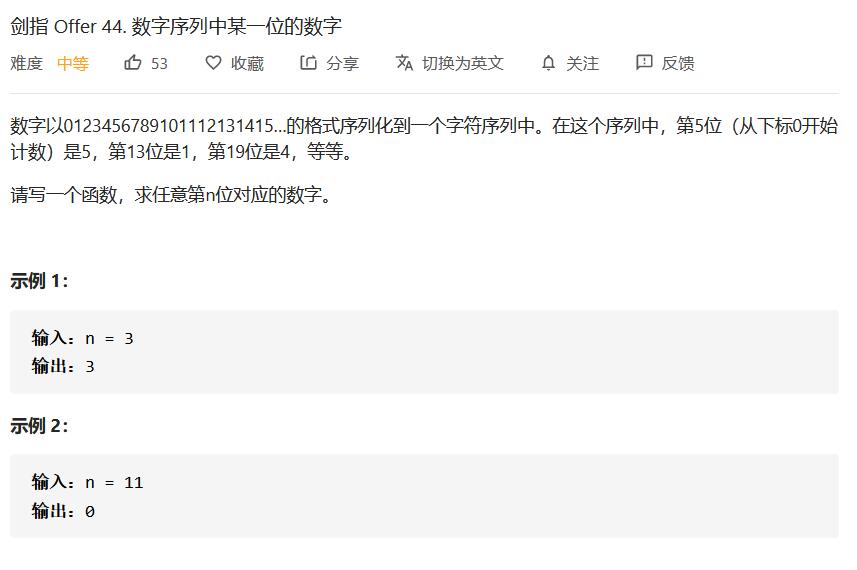 剑指 Offer 44. 数字序列中某一位的数字
难度 中等 53 收藏 分享 切换为英文 关注 反馈
数字以0123456789101112131415…的格式序列化到一个字符序列中。在这个序列中，第5位（从下标0开始
计数）是5，第13位是1，第19位是4，等等。
请写一个函数，求任意第n位对应的数字。
示例 1：
输入：n = 3
输出：3
示例 2：
输入：n = 11
输出：0